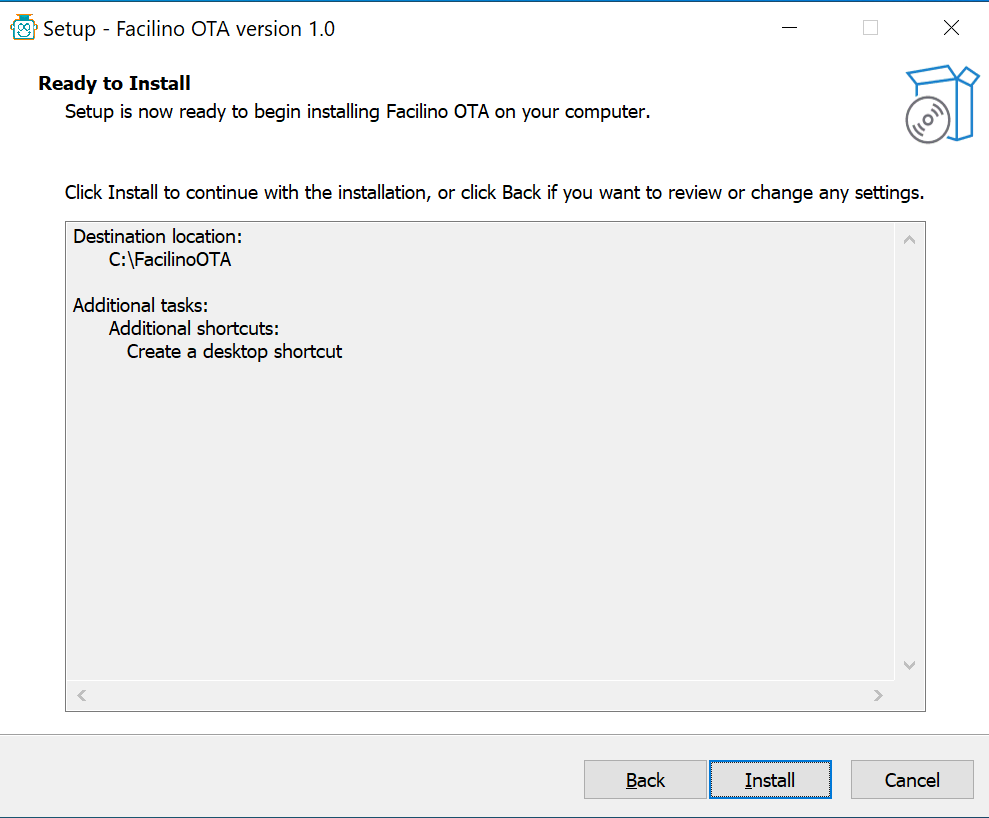 Setup - Facilino OTA version 1.0
Ready to Install
Setup is now ready to begin installing Facilino OTA on your computer.
Click Install to continue with the installation, or click Back if you want to review or change any settings.
Destination location:
C:\FacilinoOTA
Additional tasks:
Additional shortcuts:
Create a desktop shortcut
Back
Install
Cancel